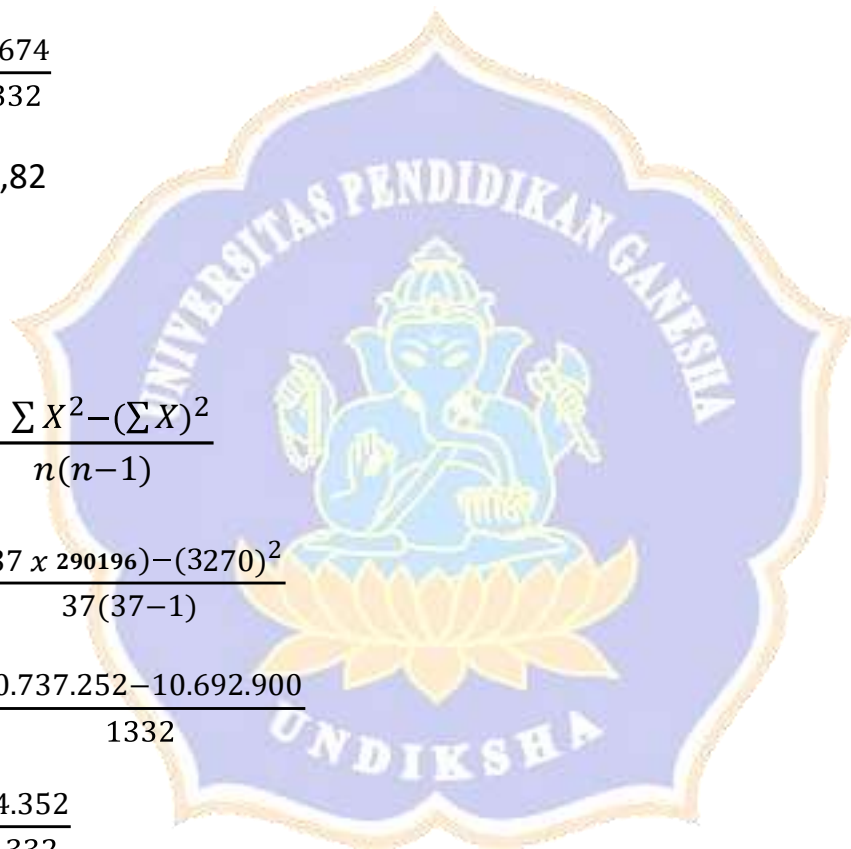 674
332
,82
UNIVERSITAS PENDIDIKAN GANESHA
∑ X²−(∑ X)²
n(n−1)
37 x 290196)−(3270)²
37(37−1)
0.737.252−10.692.900
1332
UNDIKSHA
4.352
332